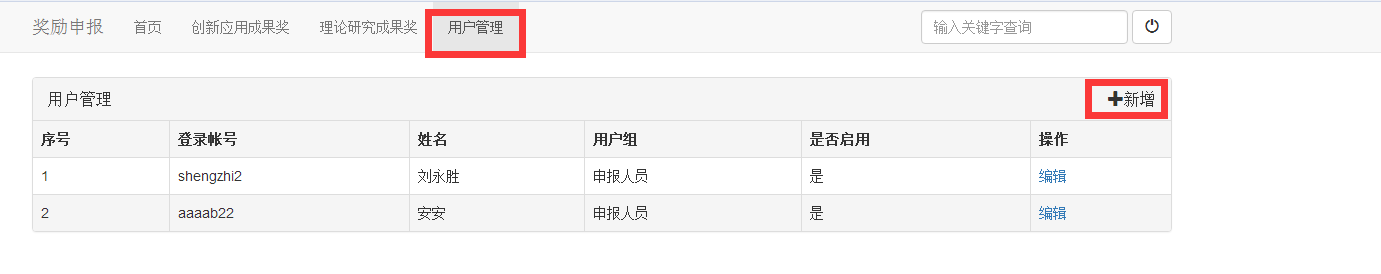 奖励申报 首页 创新应用成果奖 理论研究成果奖 用户管理 输入关键字查询
用户管理 新增
序号 登录帐号 姓名 用户组 是否启用 操作
1 shengzhi2 刘永胜 申报人员 是 编辑
2 aaaab22 安安 申报人员 是 编辑